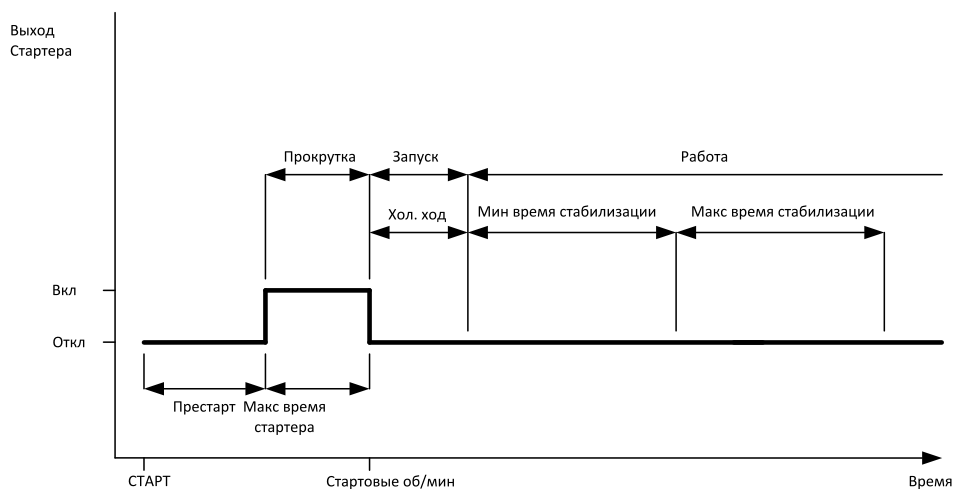 Выход
Стартера
Прокрутка
Запуск
Работа
Хол. ход
Мин время стабилизации
Макс время стабилизации
Вкл
Откл
Престарт
Макс время
стартера
СТАРТ
Стартовые об/мин
Время